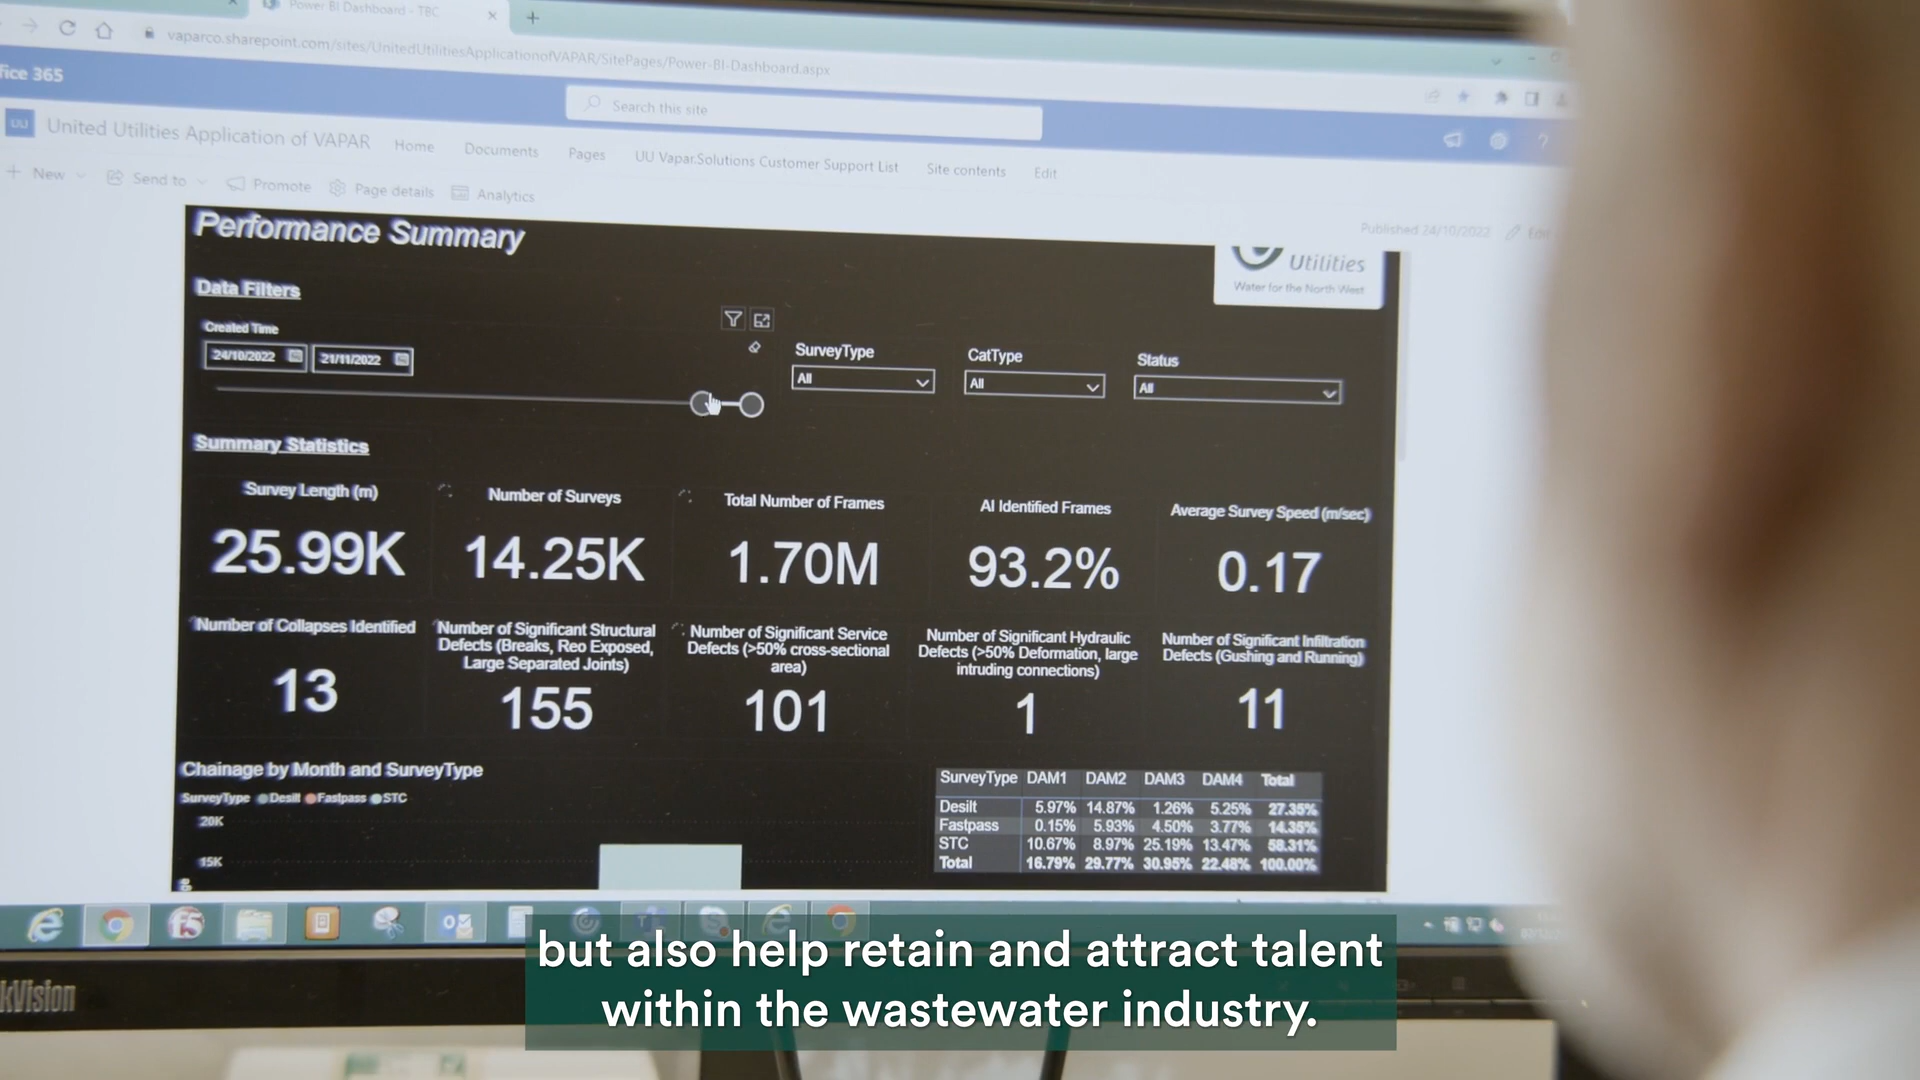 Power BI Dashboard - TBC
vaparco.sharepoint.com/sites/UnitedUtilitiesApplicationofVAPAR/SitePages/Power-BI-Dashboard.aspx
fice 365
Search this site
UU United Utilities Application of VAPAR Home Documents Pages UU Vapar.Solutions Customer Support List Site contents Edit
+ New Send to Promote Page details Analytics
Published 24/10/2022 Edit
Performance Summary
Utilities
Water for the North West
Data Filters
Created Time
24/10/2022 21/11/2022
SurveyType CatType Status
All All All
Summary Statistics
Survey Length (m) Number of Surveys Total Number of Frames AI Identified Frames Average Survey Speed (m/sec)
25.99K 14.25K 1.70M 93.2% 0.17
Number of Collapses Identified
13
Number of Significant Structural
Defects (Breaks, Reo Exposed,
Large Separated Joints)
155
Number of Significant Service
Defects (>50% cross-sectional
area)
101
Number of Significant Hydraulic
Defects (>50% Deformation, large
intruding connections)
1
Number of Significant Infiltration
Defects (Gushing and Running)
11
Chainage by Month and SurveyType
SurveyType Desilt Fastpass STC
20K
15K
SurveyType DAM1 DAM2 DAM3 DAM4 Total
Desilt 5.97% 14.87% 1.26% 5.25% 27.35%
Fastpass 0.15% 5.93% 4.50% 3.77% 14.35%
STC 10.67% 8.97% 25.19% 13.47% 58.31%
Total 16.79% 29.77% 30.95% 22.48% 100.00%
but also help retain and attract talent
within the wastewater industry.
kVision